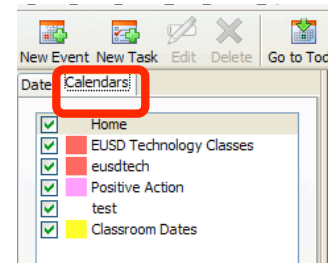 New Event New Task Edit Delete Go to Tod
Date Calendars
Home
EUSD Technology Classes
eusdtech
Positive Action
test
Classroom Dates